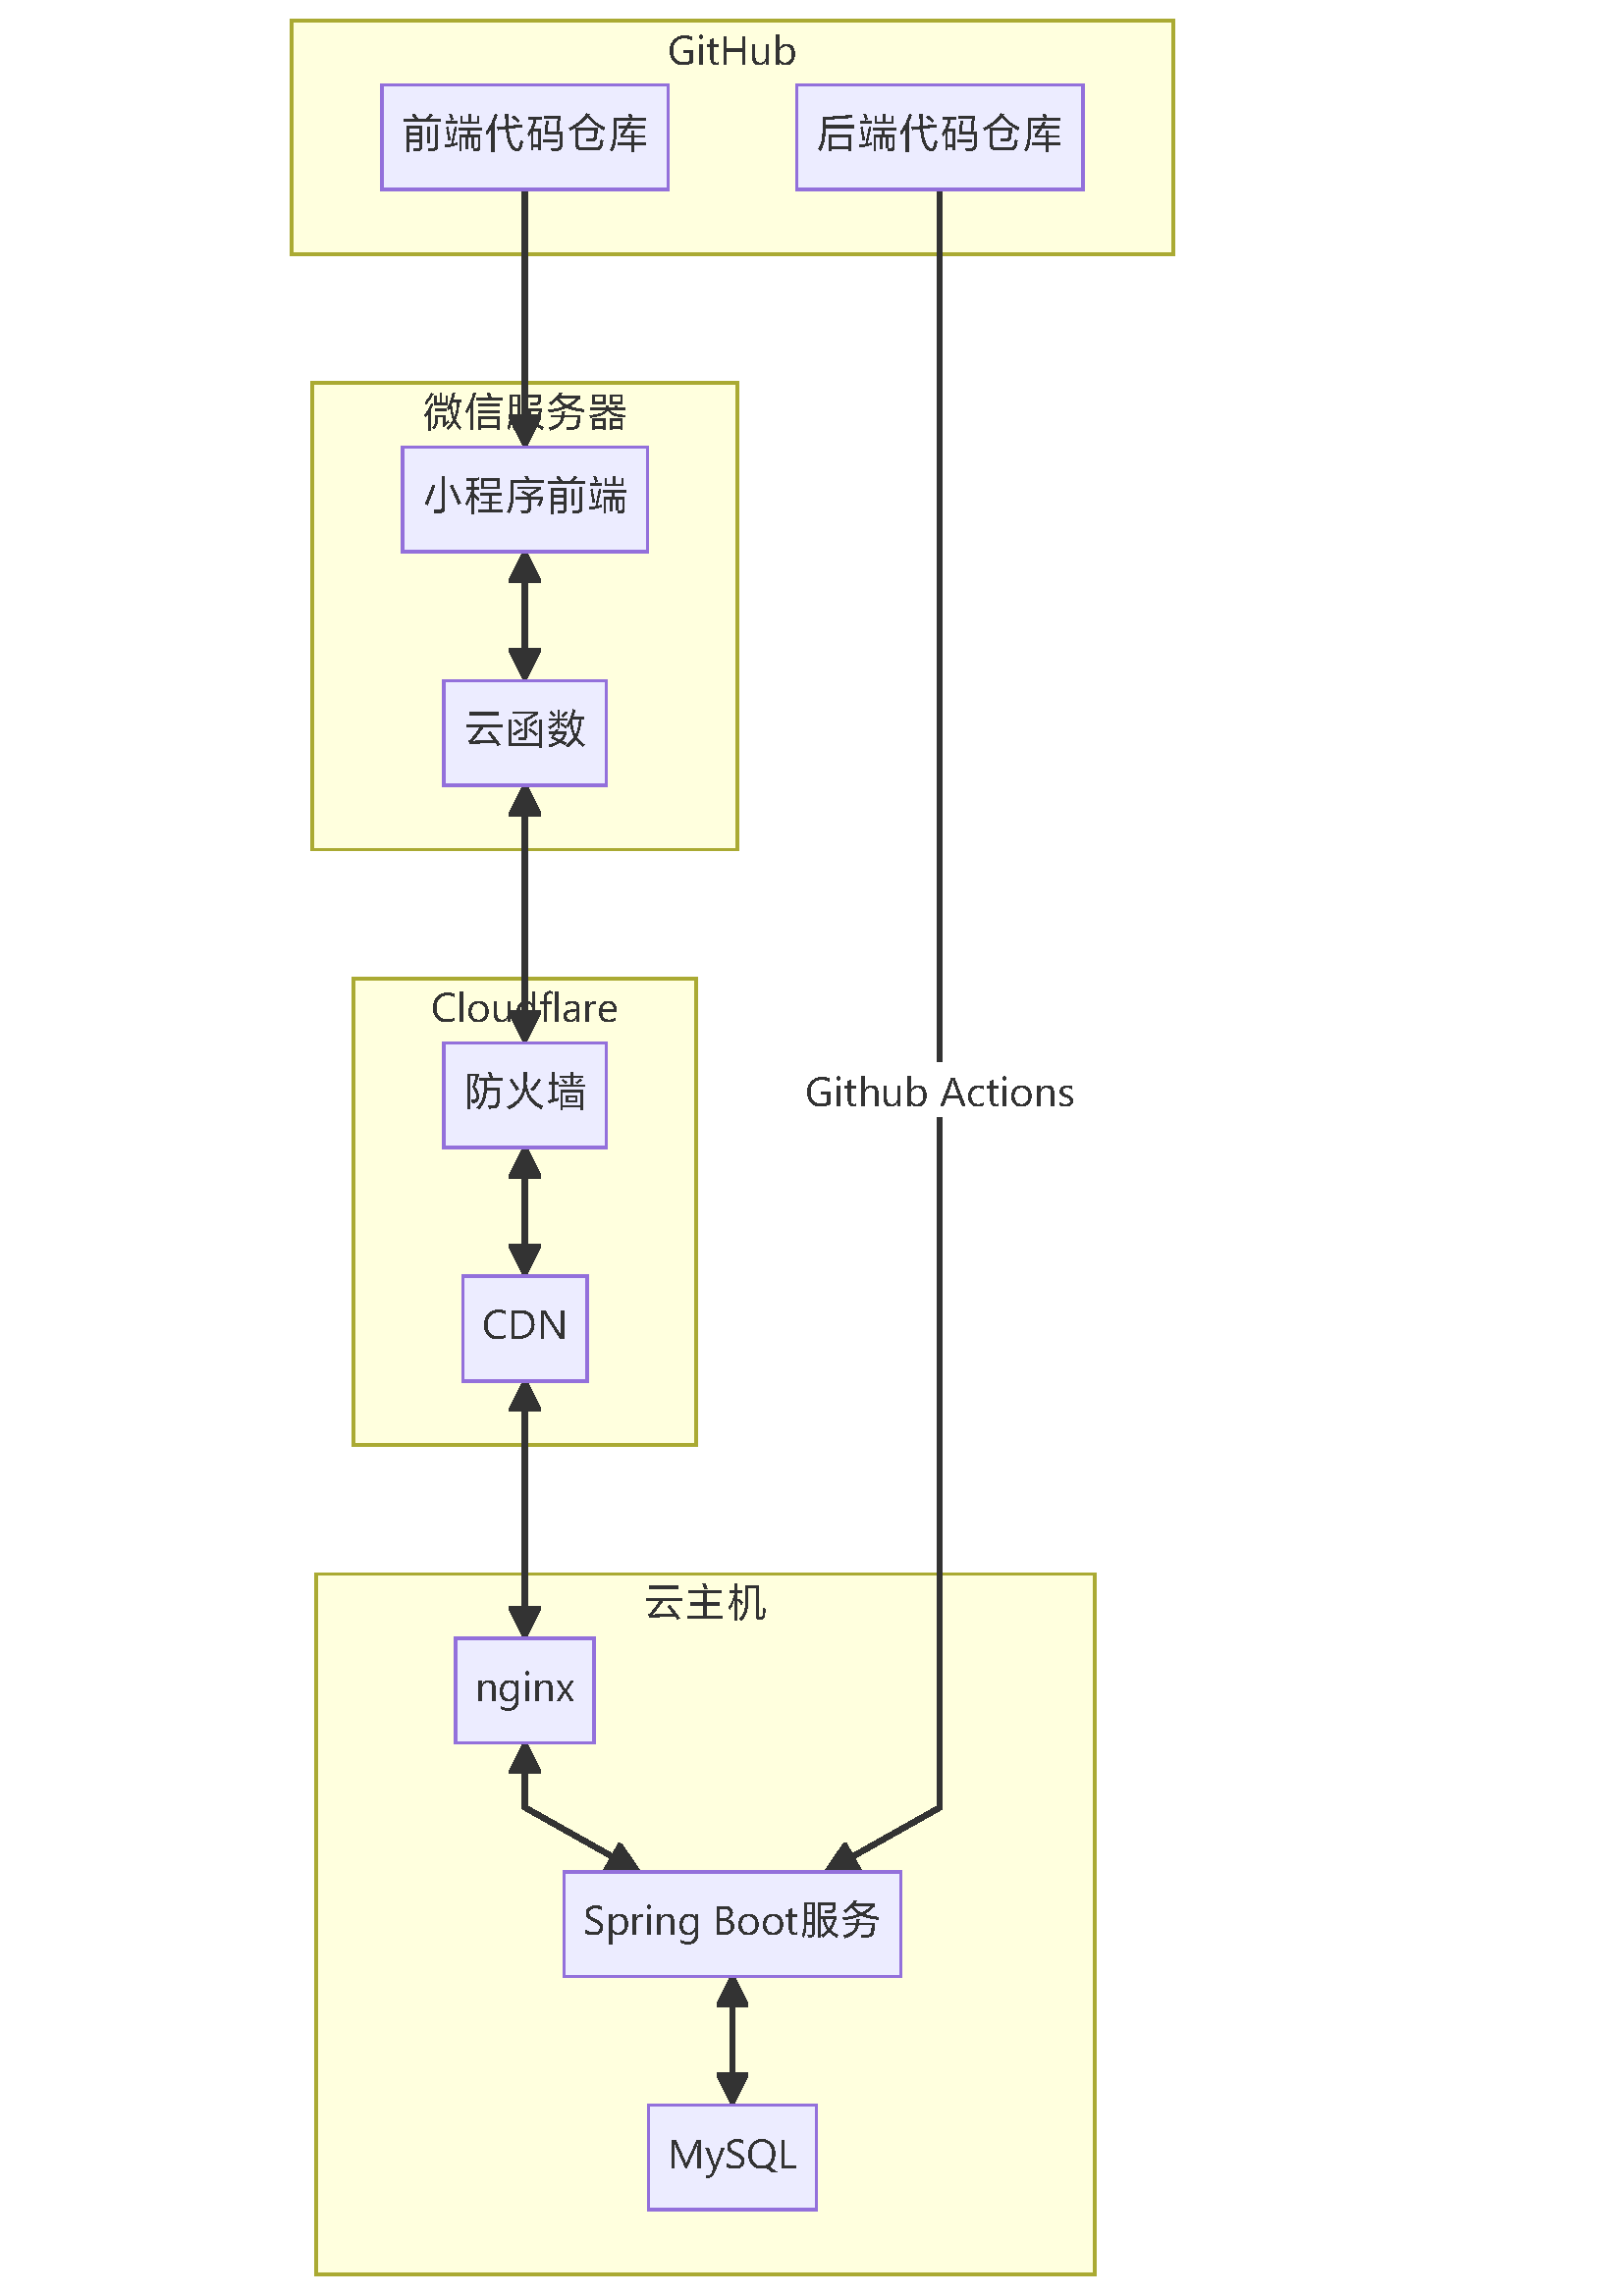 GitHub
前端代码仓库
后端代码仓库
微信服务器
小程序前端
云函数
Cloudflare
防火墙
Github Actions
CDN
云主机
nginx
Spring Boot服务
MySQL